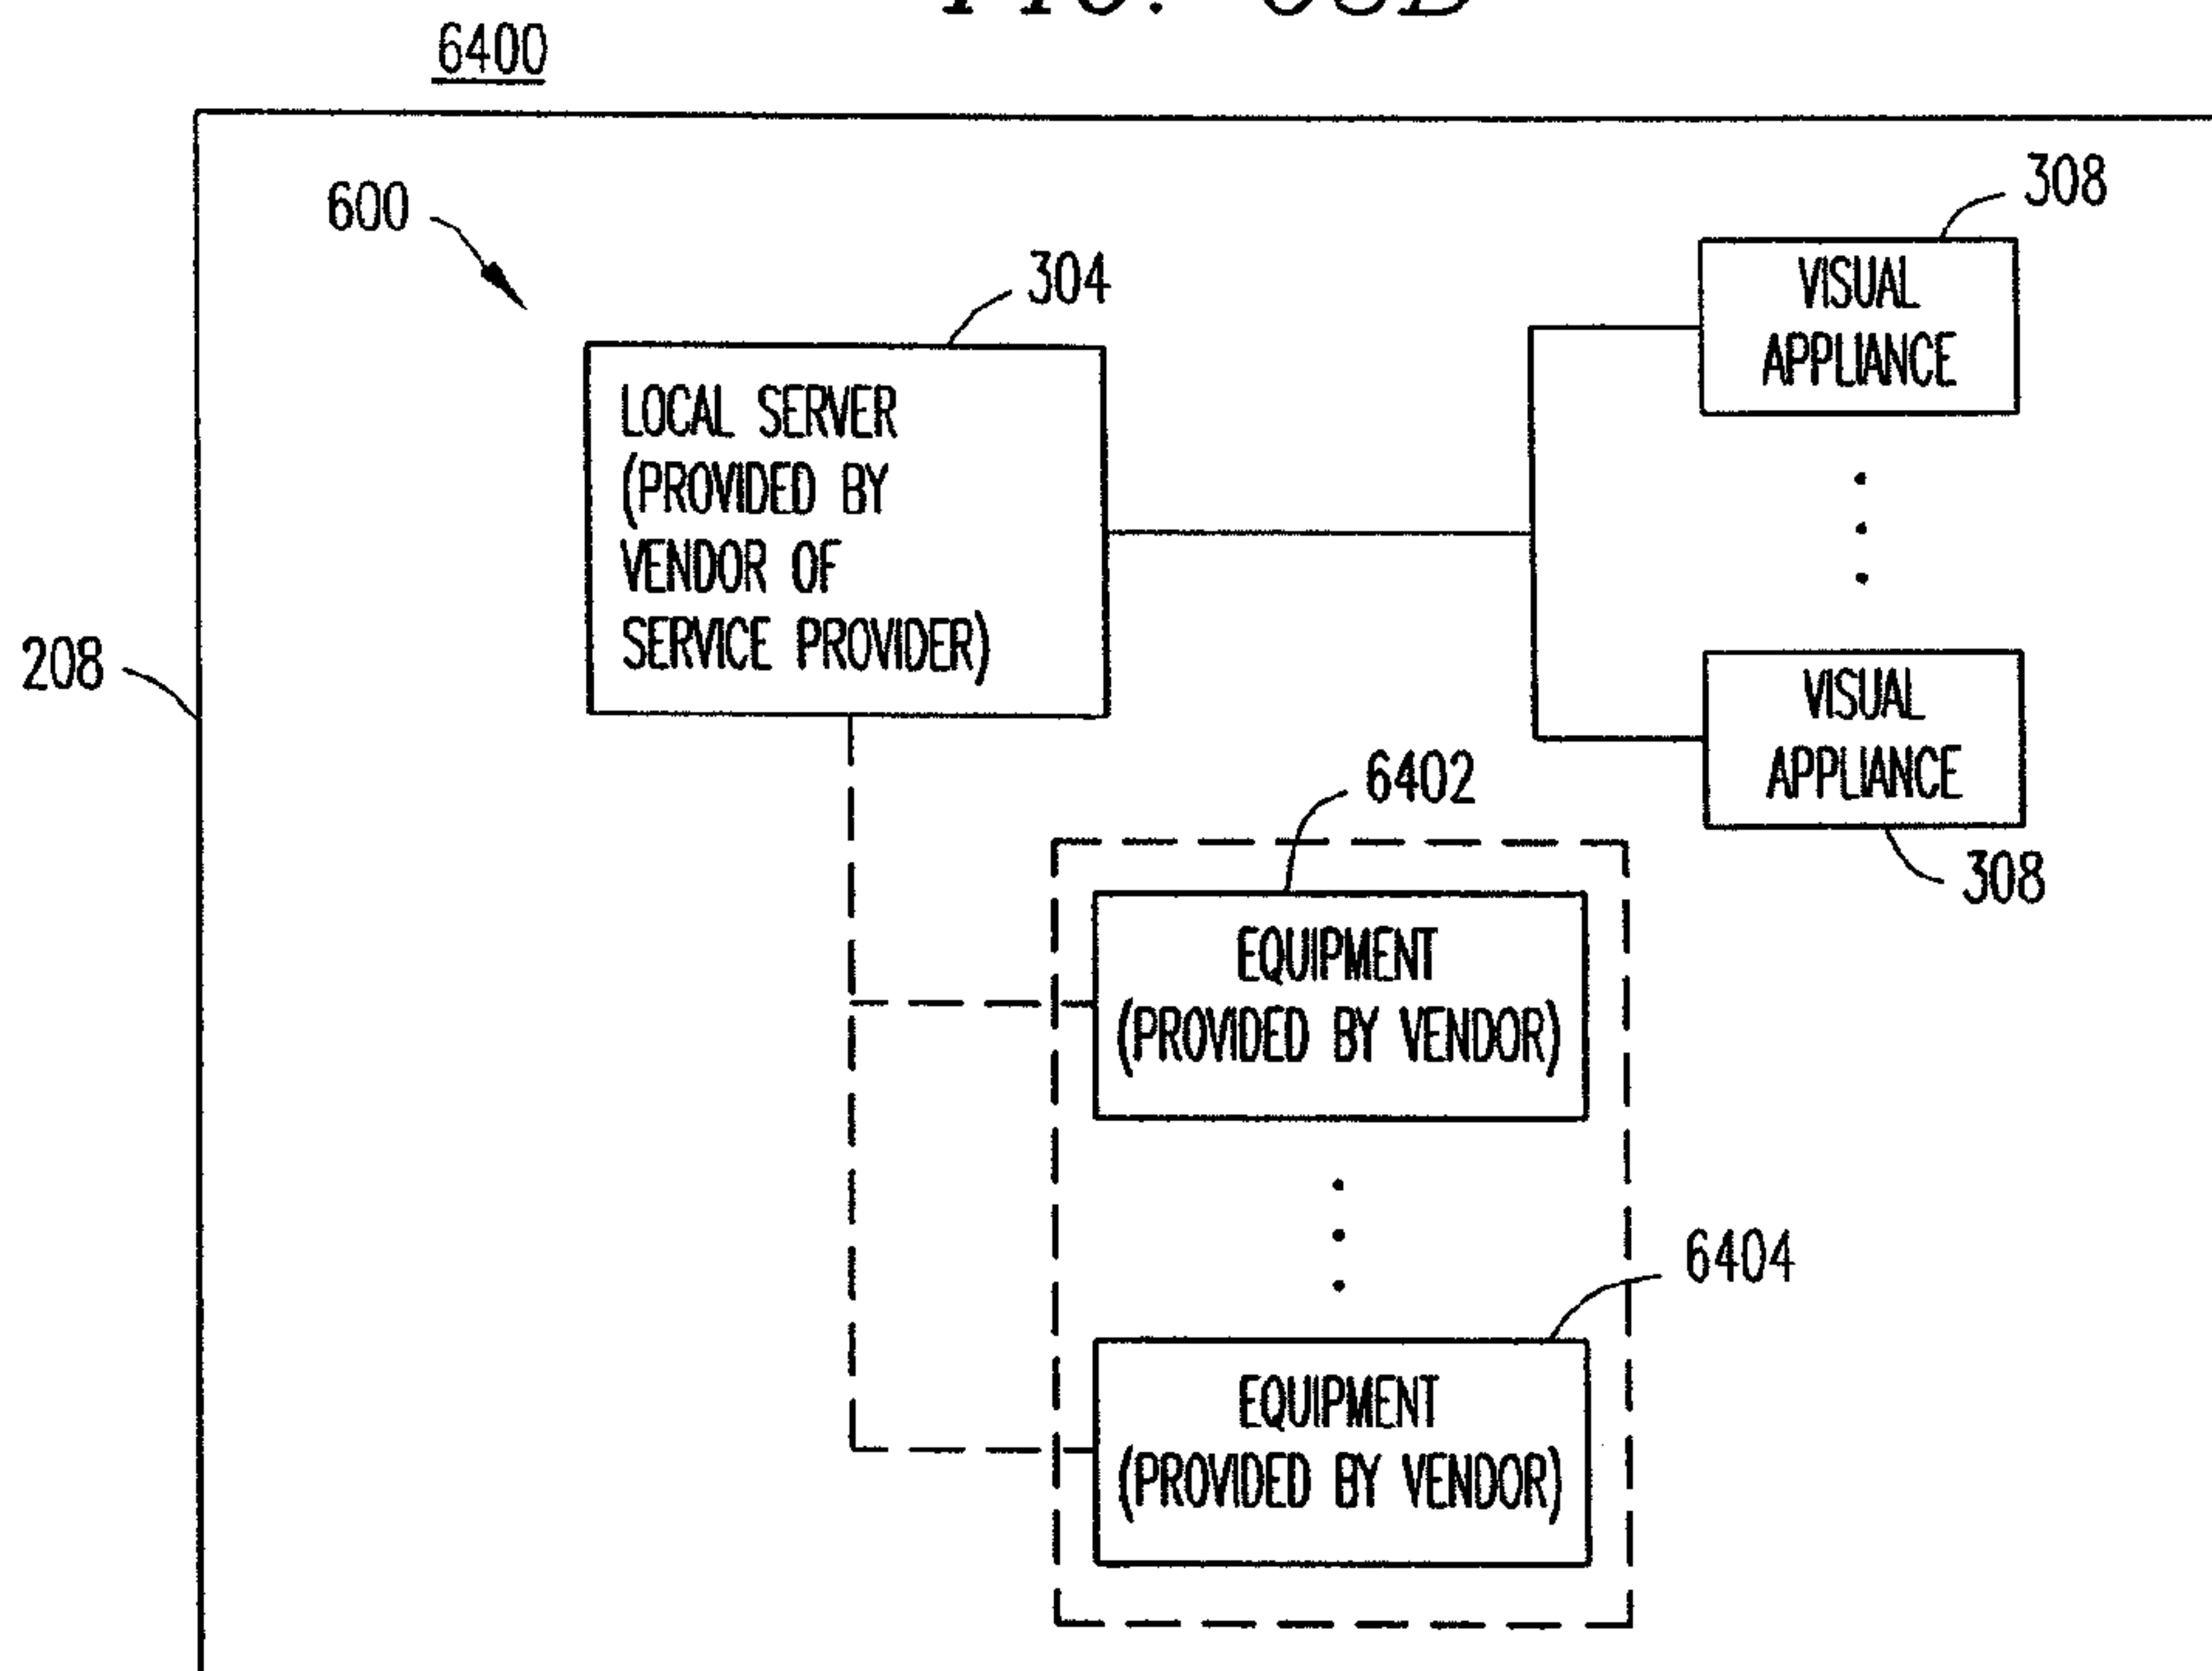 6400
600
304
308
VISUAL
APPLIANCE
LOCAL SERVER
(PROVIDED BY
VENDOR OF
SERVICE PROVIDER)
208
VISUAL
APPLIANCE
308
6402
EQUIPMENT
(PROVIDED BY VENDOR)
6404
EQUIPMENT
(PROVIDED BY VENDOR)